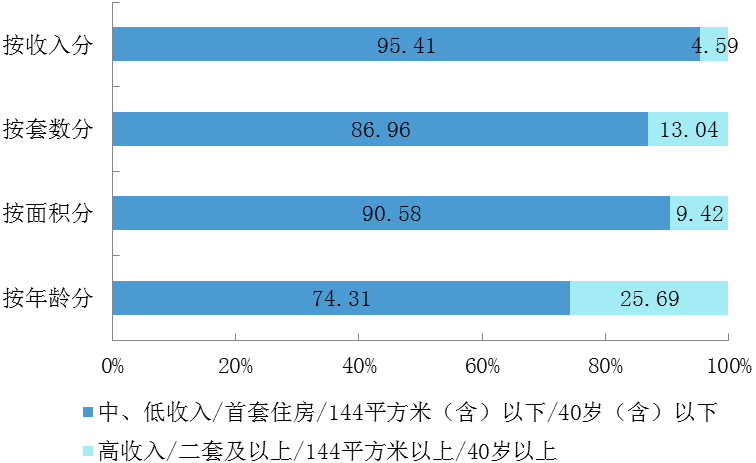 按收入分 95.41 4.59
按套数分 86.96 13.04
按面积分 90.58 9.42
按年龄分 74.31 25.69
0% 20% 40% 60% 80% 100%
中、低收入/首套住房/144平方米（含）以下/40岁（含）以下
高收入/二套及以上/144平方米以上/40岁以上